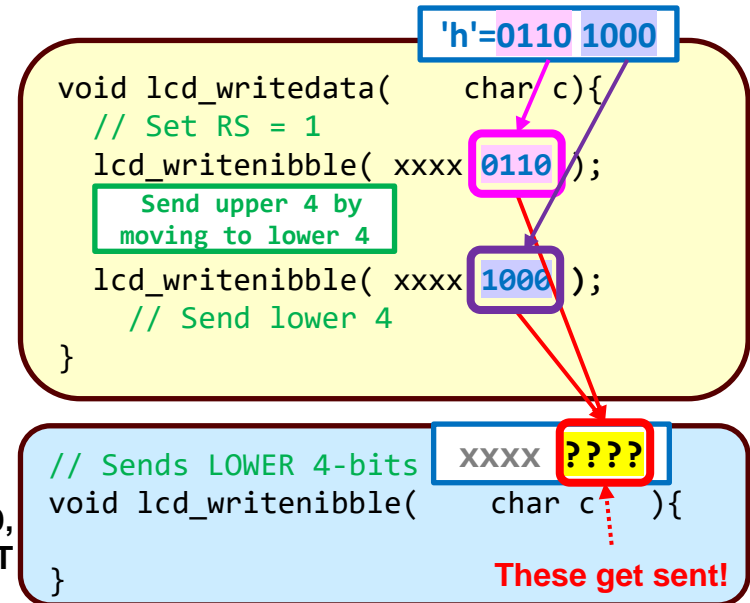 'h'=0110 1000
void lcd_writedata( char c){
// Set RS = 1
lcd_writenibble( xxxx 0110 );
Send upper 4 by
moving to lower 4
lcd_writenibble( xxxx 1000 );
// Send lower 4
}
// Sends LOWER 4-bits xxxx ????
void lcd_writenibble( char c ){
T
These get sent!
}